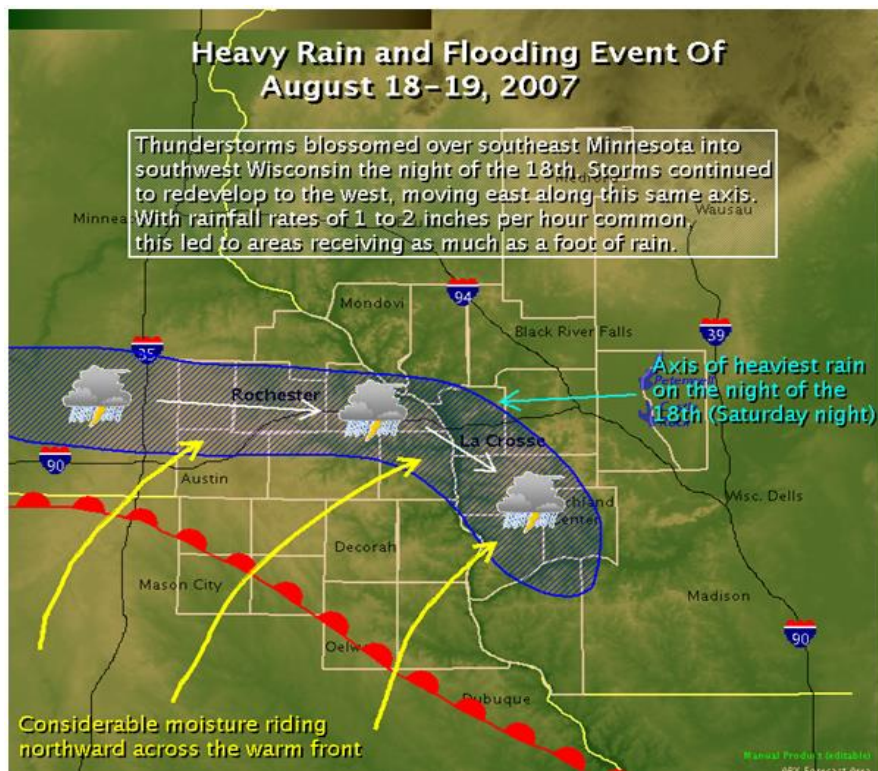 Heavy Rain and Flooding Event Of
August 18-19, 2007
Thunderstorms blossomed over southeast Minnesota into
southwest Wisconsin the night of the 18th. Storms continued
to redevelop to the west, moving east along this same axis.
With rainfall rates of 1 to 2 inches per hour common,
this led to areas receiving as much as a foot of rain.
Wausau
Mondovi
94
Black River Falls
39
35
Axis of heaviest rain
on the night of the
18th (Saturday night)
Rochester
La Crosse
90
Austin
Center
Wisc. Dells
Decorah
Mason City
Madison
90
Dubuque
Considerable moisture riding
northward across the warm front
Manual Product (editable)
ARX Forecast Area